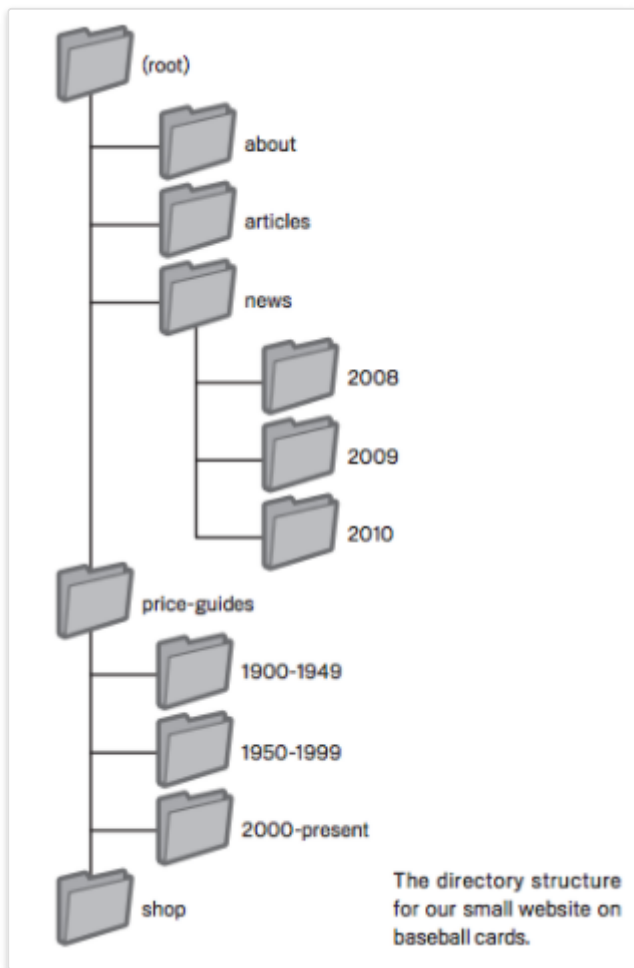 (root)
about
articles
news
2008
2009
2010
price-guides
1900-1949
1950-1999
2000-present
shop
The directory structure
for our small website on
baseball cards.